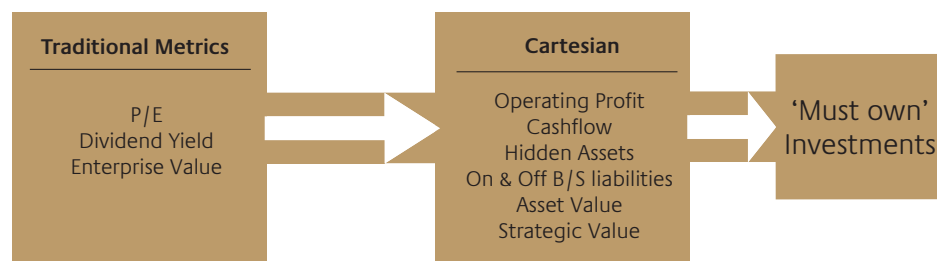 Traditional Metrics
P/E
Dividend Yield
Enterprise Value
Cartesian
Operating Profit
Cashflow
Hidden Assets
On & Off B/S liabilities
Asset Value
Strategic Value
‘Must own’
Investments